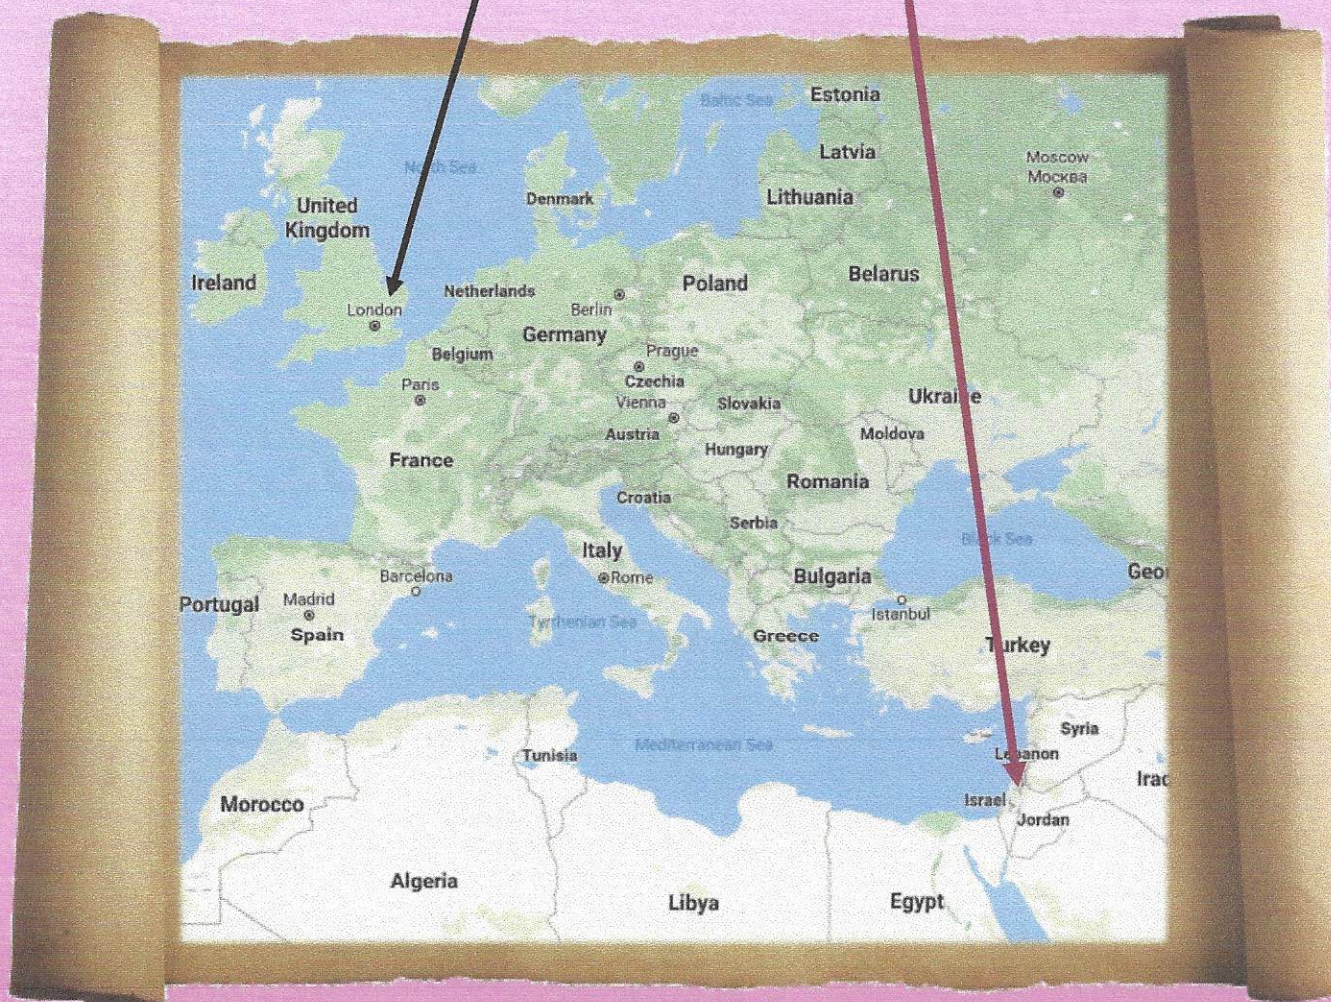 Baltic Sea
Estonia
Latvia
Moscow
Москва
North Sea
Denmark
Lithuania
United
Kingdom
Ireland
Netherlands
Berlin
Poland
Belarus
London
Germany
Belgium
Prague
Czechia
Paris
Vienna
Slovakia
Ukraine
Austria
Hungary
Moldova
France
Romania
Croatia
Serbia
Black Sea
Italy
Rome
Barcelona
Bulgaria
Geor
Portugal
Madrid
Spain
Istanbul
Tyrrhenian Sea
Greece
Turkey
Syria
Mediterranean Sea
Tunisia
Lebanon
Iraq
Morocco
Israel
Jordan
Algeria
Libya
Egypt